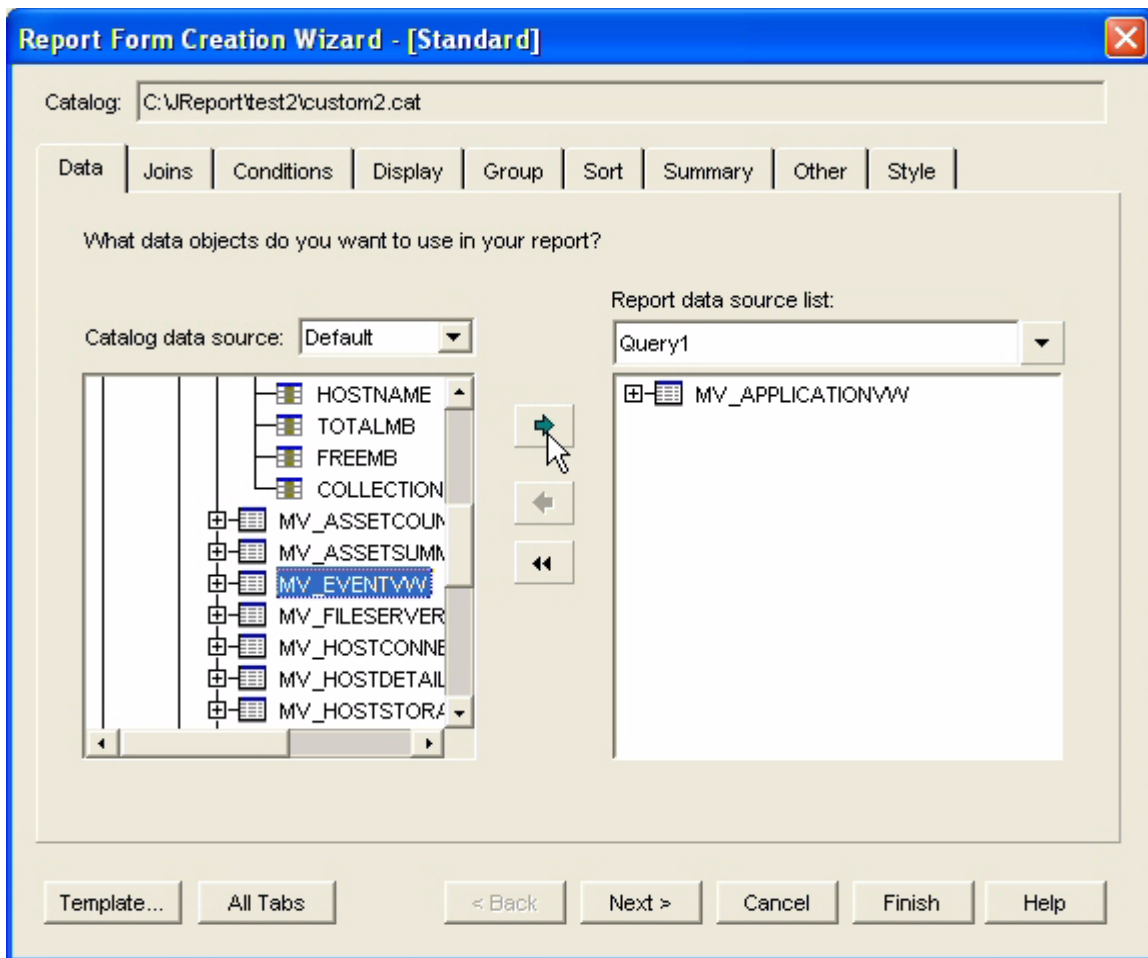 Report Form Creation Wizard - [Standard]
Catalog: C:\JReport\test2\custom2.cat
Data Joins Conditions Display Group Sort Summary Other Style
What data objects do you want to use in your report?
Report data source list:
Catalog data source: Default
Query1
HOSTNAME
TOTALMB
FREEMB
COLLECTION
MV_ASSETCOUN
MV_ASSETSUMM
MV_EVENTVW
MV_FILESERVER
MV_HOSTCONNE
MV_HOSTDETAIL
MV_HOSTSTORA
MV_APPLICATIONVW
Template... All Tabs < Back Next > Cancel Finish Help